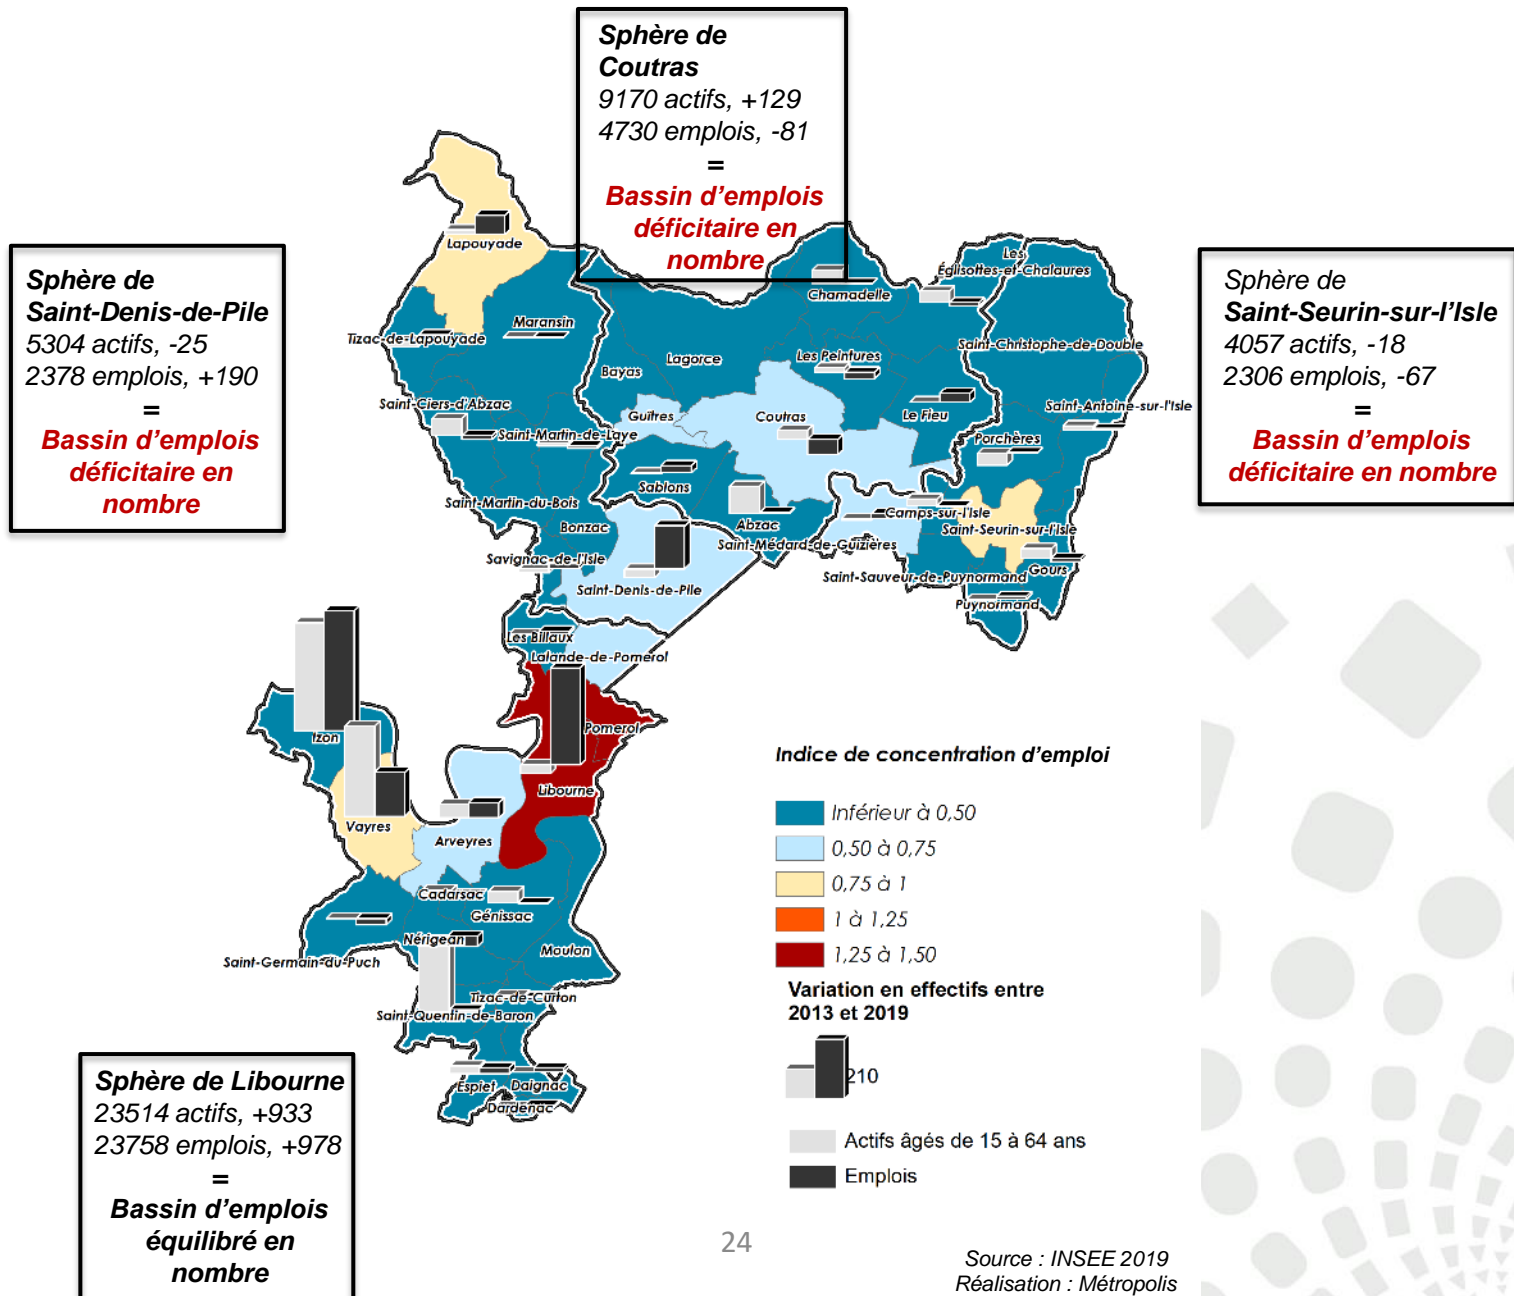 Sphère de
Coutras
9170 actifs, +129
4730 emplois, -81
=
Bassin d'emplois
déficitaire en
nombre
Sphère de
Saint-Denis-de-Pile
5304 actifs, -25
2378 emplois, +190
=
Bassin d'emplois
déficitaire en
nombre
Sphère de
Saint-Seurin-sur-l'Isle
4057 actifs, -18
2306 emplois, -67
=
Bassin d'emplois
déficitaire en nombre
Lapouyade
Les
Églisottes-et-Chalaures
Chamadelle
Maransin
Tizac-de-Lapouyade
Saint-Christophe-de-Double
Lagorce
Les Peintures
Bayas
Saint-Ciers-d'Abzac
Guîtres
Coutras
Le Fieu
Saint-Antoine-sur-l'Isle
Saint-Martin-de-Laye
Porchères
Sablons
Saint-Martin-du-Bois
Bonzac
Abzac
Camps-sur-l'Isle
Saint-Seurin-sur-l'Isle
Saint-Médard-de-Guizières
Savignac-de-l'Isle
Saint-Denis-de-Pile
Saint-Sauveur-de-Puynormand
Gours
Puynormand
Les Billaux
Lalande-de-Pomerol
Izon
Pomerol
Libourne
Vayres
Arveyres
Cadarsac
Génissac
Nérigean
Moulon
Saint-Germain-du-Puch
Tizac-de-Curton
Saint-Quentin-de-Baron
Espiet
Daignac
Dardenac
Indice de concentration d'emploi
Inférieur à 0,50
0,50 à 0,75
0,75 à 1
1 à 1,25
1,25 à 1,50
Variation en effectifs entre
2013 et 2019
210
Actifs âgés de 15 à 64 ans
Emplois
Sphère de Libourne
23514 actifs, +933
23758 emplois, +978
=
Bassin d'emplois
équilibré en
nombre
24
Source : INSEE 2019
Réalisation : Métropolis